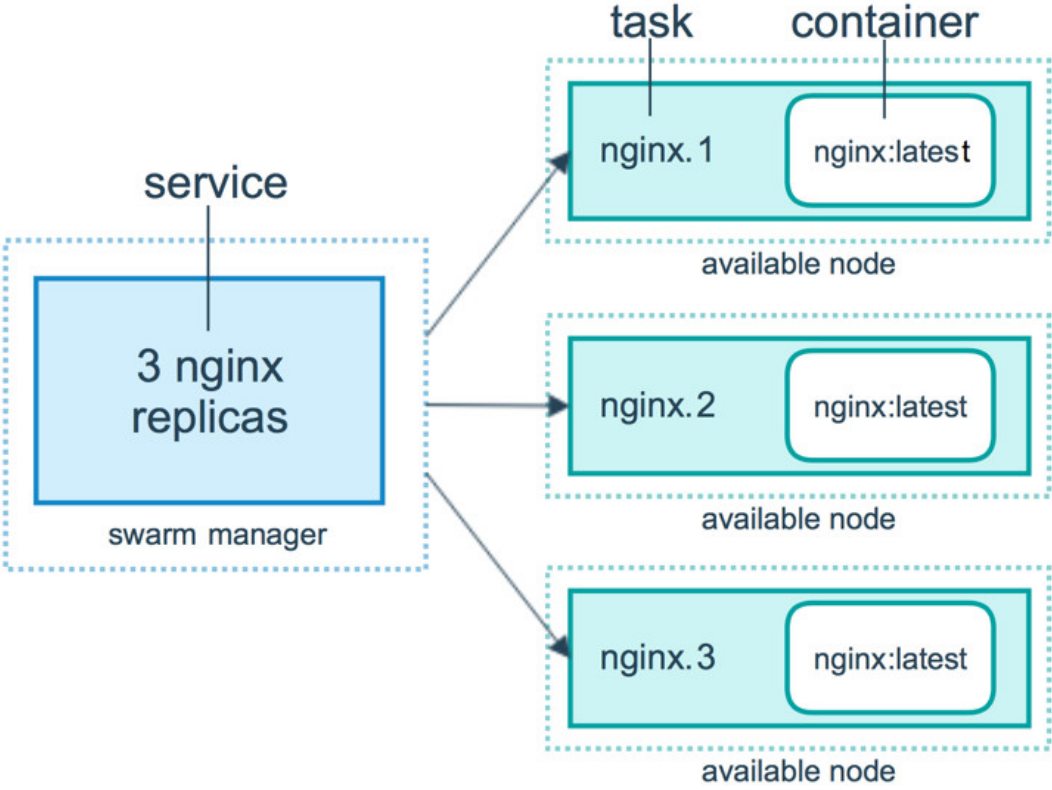 task
container
nginx.1
nginx:latest
available node
service
3 nginx
replicas
swarm manager
nginx.2
nginx:latest
available node
nginx.3
nginx:latest
available node